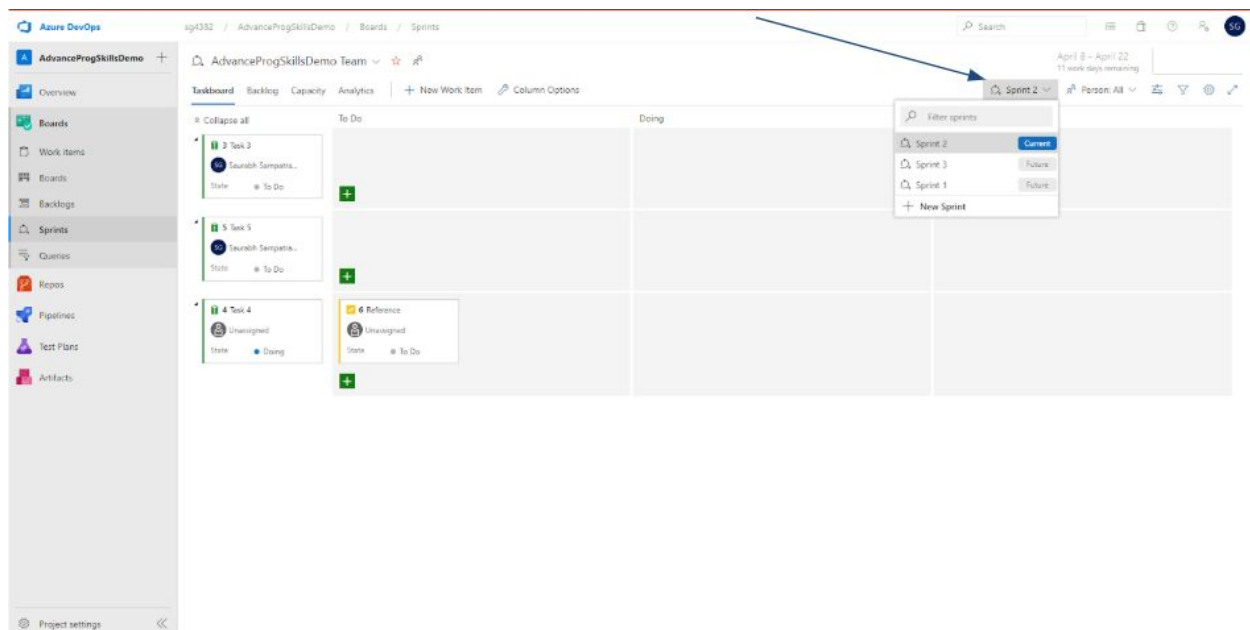 Azure DevOps
sg4332 / AdvanceProgSkillsDemo / Boards / Sprints
Search
SG
A AdvanceProgSkillsDemo
AdvanceProgSkillsDemo Team
April 8 - April 22
11 work days remaining
Overview
Taskboard Backlog Capacity Analytics + New Work Item Column Options
Sprint 2 Person: All
Boards
Collapse all To Do Doing
Filter sprints
3 Task 3
Sprint 2 Current
Work items
SG Saurabh Sampatra...
Sprint 3 Future
Boards
State To Do
Sprint 1 Future
Backlogs
+ New Sprint
Sprints
5 Task 5
SG Saurabh Sampatra...
Queries
State To Do
Repos
4 Task 4 6 Reference
Pipelines
Unassigned Unassigned
Test Plans
State Doing State To Do
Artifacts
Project settings